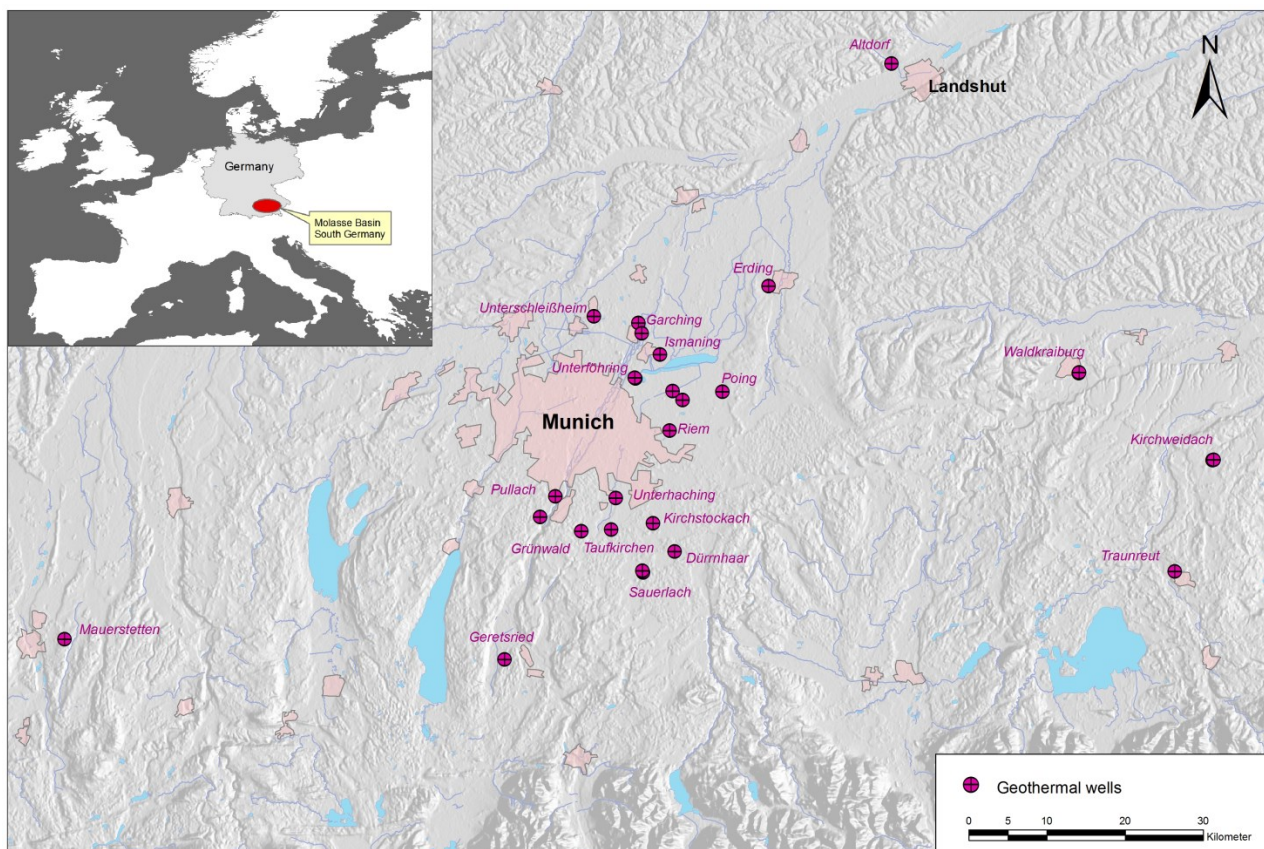 Altdorf
N
Landshut
Germany
Molasse Basin
South Germany
Erding
Unterschleißheim
Garching
Ismaning
Waldkraiburg
Unterföhring
Poing
Munich
Riem
Kirchweidach
Pullach
Unterhaching
Kirchstockach
Grünwald
Taufkirchen
Dürrnhaar
Traunreut
Sauerlach
Mauerstetten
Geretsried
Geothermal wells
0 5 10 20 30
Kilometer